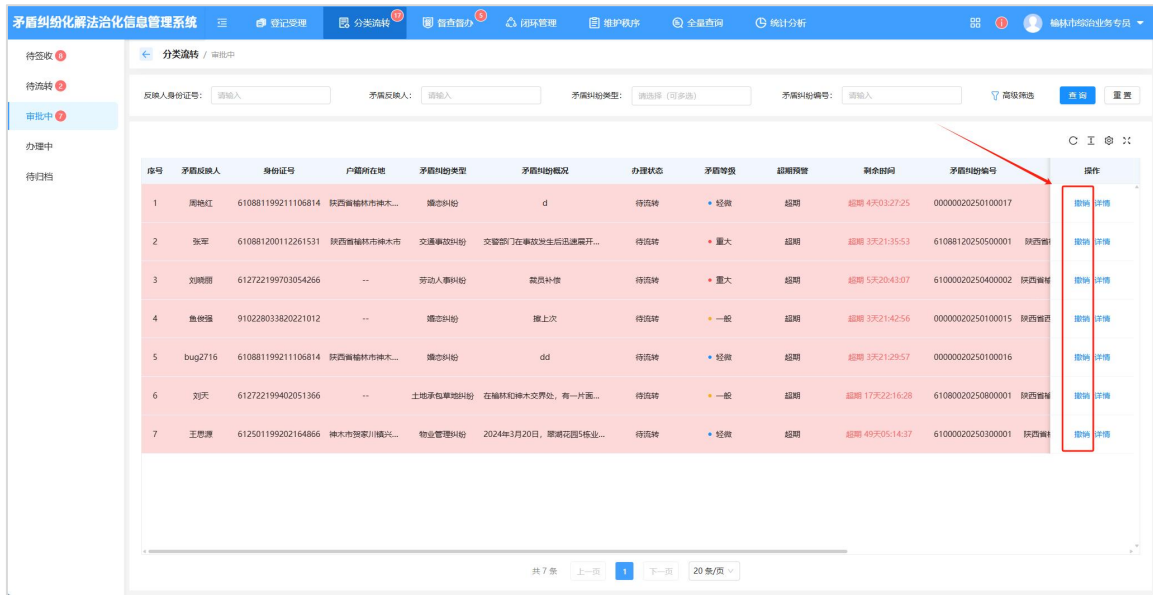 矛盾纠纷化解法治化信息管理系统 登记受理 分类流转 17 督查督办 5 闭环管理 维护秩序 全量查询 统计分析 榆林市综治业务专员
待签收 8
待流转 2
审批中 7
办理中
待归档
分类流转 / 审批中
反映人身份证号： 请输入 矛盾反映人： 请输入 矛盾纠纷类型： 请选择（可多选） 矛盾纠纷编号： 请输入 高级筛选 查询 重置
序号 矛盾反映人 身份证号 户籍所在地 矛盾纠纷类型 矛盾纠纷概况 办理状态 矛盾等级 超期预警 剩余时间 矛盾纠纷编号 操作
1 周艳红 610881199211106814 陕西省榆林市神木... 婚恋纠纷 d 待流转 轻微 超期 超期 4天03:27:25 00000020250100017 撤销 详情
2 张军 610881200112261531 陕西省榆林市神木市 交通事故纠纷 交警部门在事故发生后迅速展开... 待流转 重大 超期 超期 3天21:35:53 61088120250500001 陕西省 撤销 详情
3 刘晓丽 612722199703054266 -- 劳动人事纠纷 裁员补偿 待流转 重大 超期 超期 5天20:43:07 61000020250400002 陕西省榆 撤销 详情
4 鱼俊强 910228033820221012 -- 婚恋纠纷 擦上次 待流转 一般 超期 超期 3天21:42:56 00000020250100015 陕西省西 撤销 详情
5 bug2716 610881199211106814 陕西省榆林市神木... 婚恋纠纷 dd 待流转 轻微 超期 超期 3天21:29:57 00000020250100016 撤销 详情
6 刘天 612722199402051366 -- 土地承包草地纠纷 在榆林和神木交界处，有一片面... 待流转 一般 超期 超期 17天22:16:28 61080020250800001 陕西省榆 撤销 详情
7 王思源 612501199202164866 神木市贺家川镇兴... 物业管理纠纷 2024年3月20日，翠湖花园5栋业... 待流转 轻微 超期 超期 49天05:14:37 61000020250300001 陕西省 撤销 详情
共 7 条 上一页 1 下一页 20 条/页